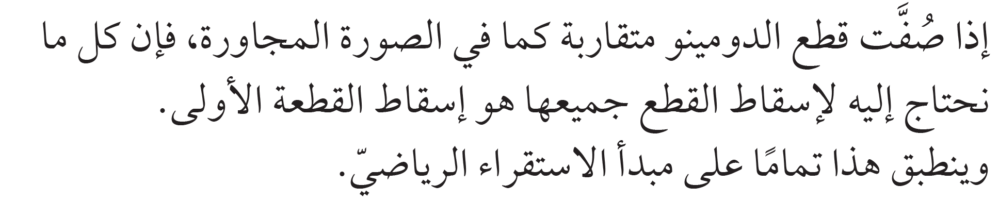 إذا صُفَّت قطع الدومينو متقاربة كما في الصورة المجاورة، فإن كل ما
نحتاج إليه لإسقاط القطع جميعها هو إسقاط القطعة الأولى.
وينطبق هذا تمامًا على مبدأ الاستقراء الرياضيّ.